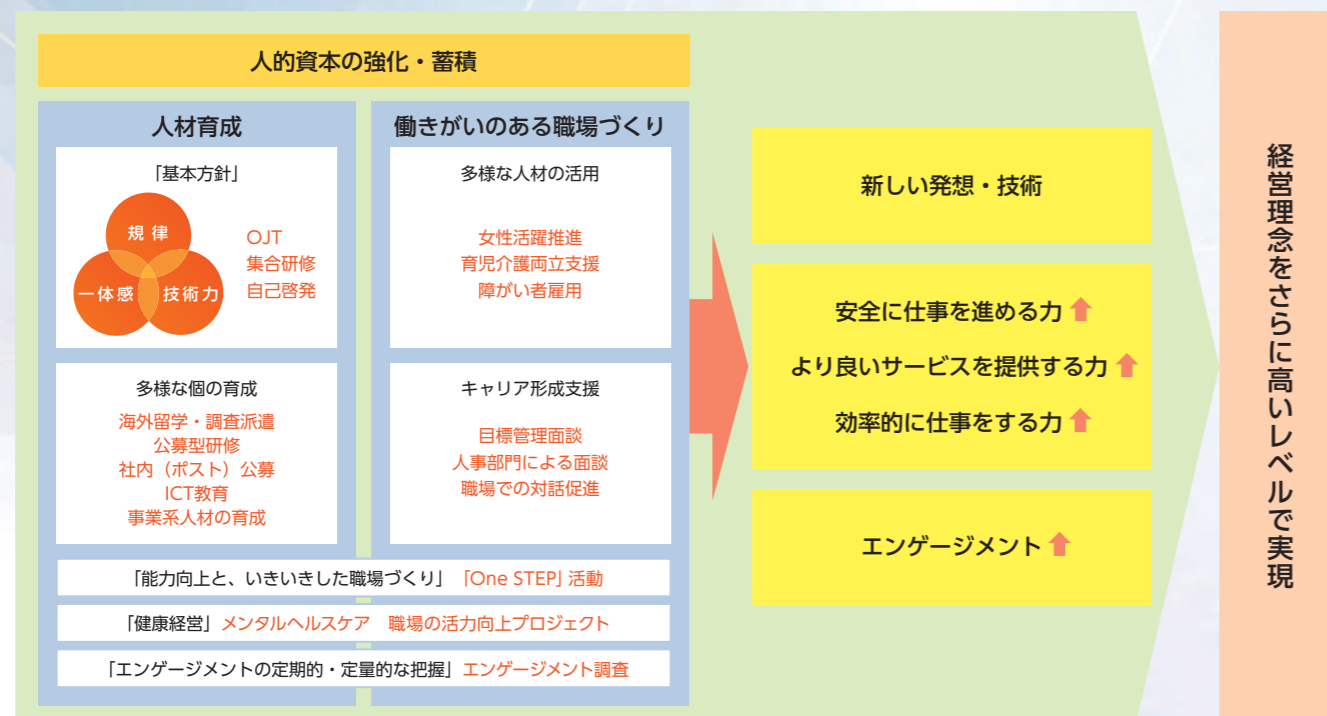 人的資本の強化・蓄積
人材育成
「基本方針」
規律
一体感
技術力
OJT
集合研修
自己啓発
多様な個の育成
海外留学・調査派遣
公募型研修
社内（ポスト）公募
ICT教育
事業系人材の育成
働きがいのある職場づくり
多様な人材の活用
女性活躍推進
育児介護両立支援
障がい者雇用
キャリア形成支援
目標管理面談
人事部門による面談
職場での対話促進
「能力向上と、いきいきした職場づくり」「One STEP」活動
「健康経営」メンタルヘルスケア　職場の活力向上プロジェクト
「エンゲージメントの定期的・定量的な把握」エンゲージメント調査
新しい発想・技術
安全に仕事を進める力
より良いサービスを提供する力
効率的に仕事をする力
エンゲージメント
経営理念をさらに高いレベルで実現